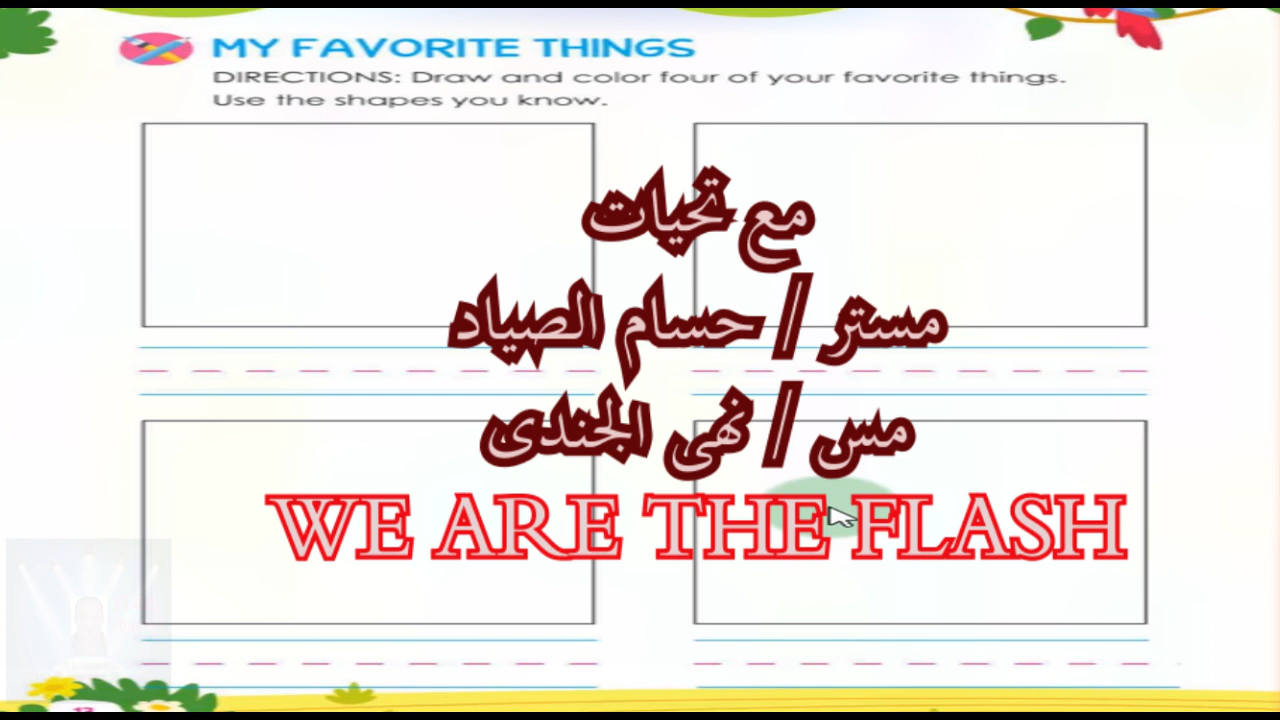 MY FAVORITE THINGS
DIRECTIONS: Draw and color four of your favorite things.
Use the shapes you know.
مع تحيات
مستر / حسام الصياد
مس / نهى الجندى
WE ARE THE FLASH